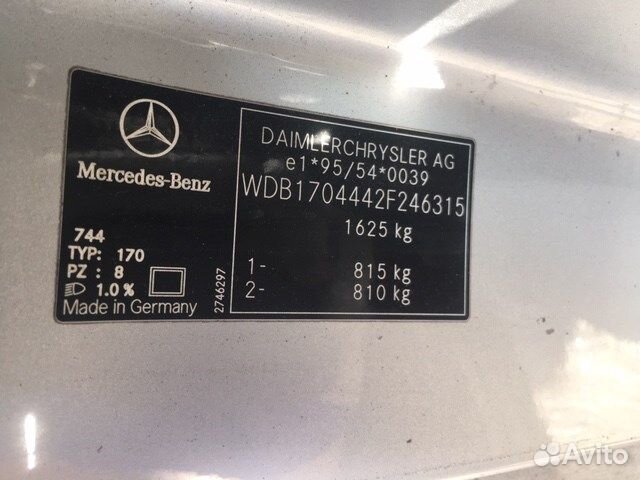 Mercedes-Benz
744
TYP: 170
PZ : 8
1.0 %
Made in Germany
2746297
DAIMLERCHRYSLER AG
e1*95/54*0039
WDB1704442F246315
1625 kg
1- 815 kg
2- 810 kg
Avito